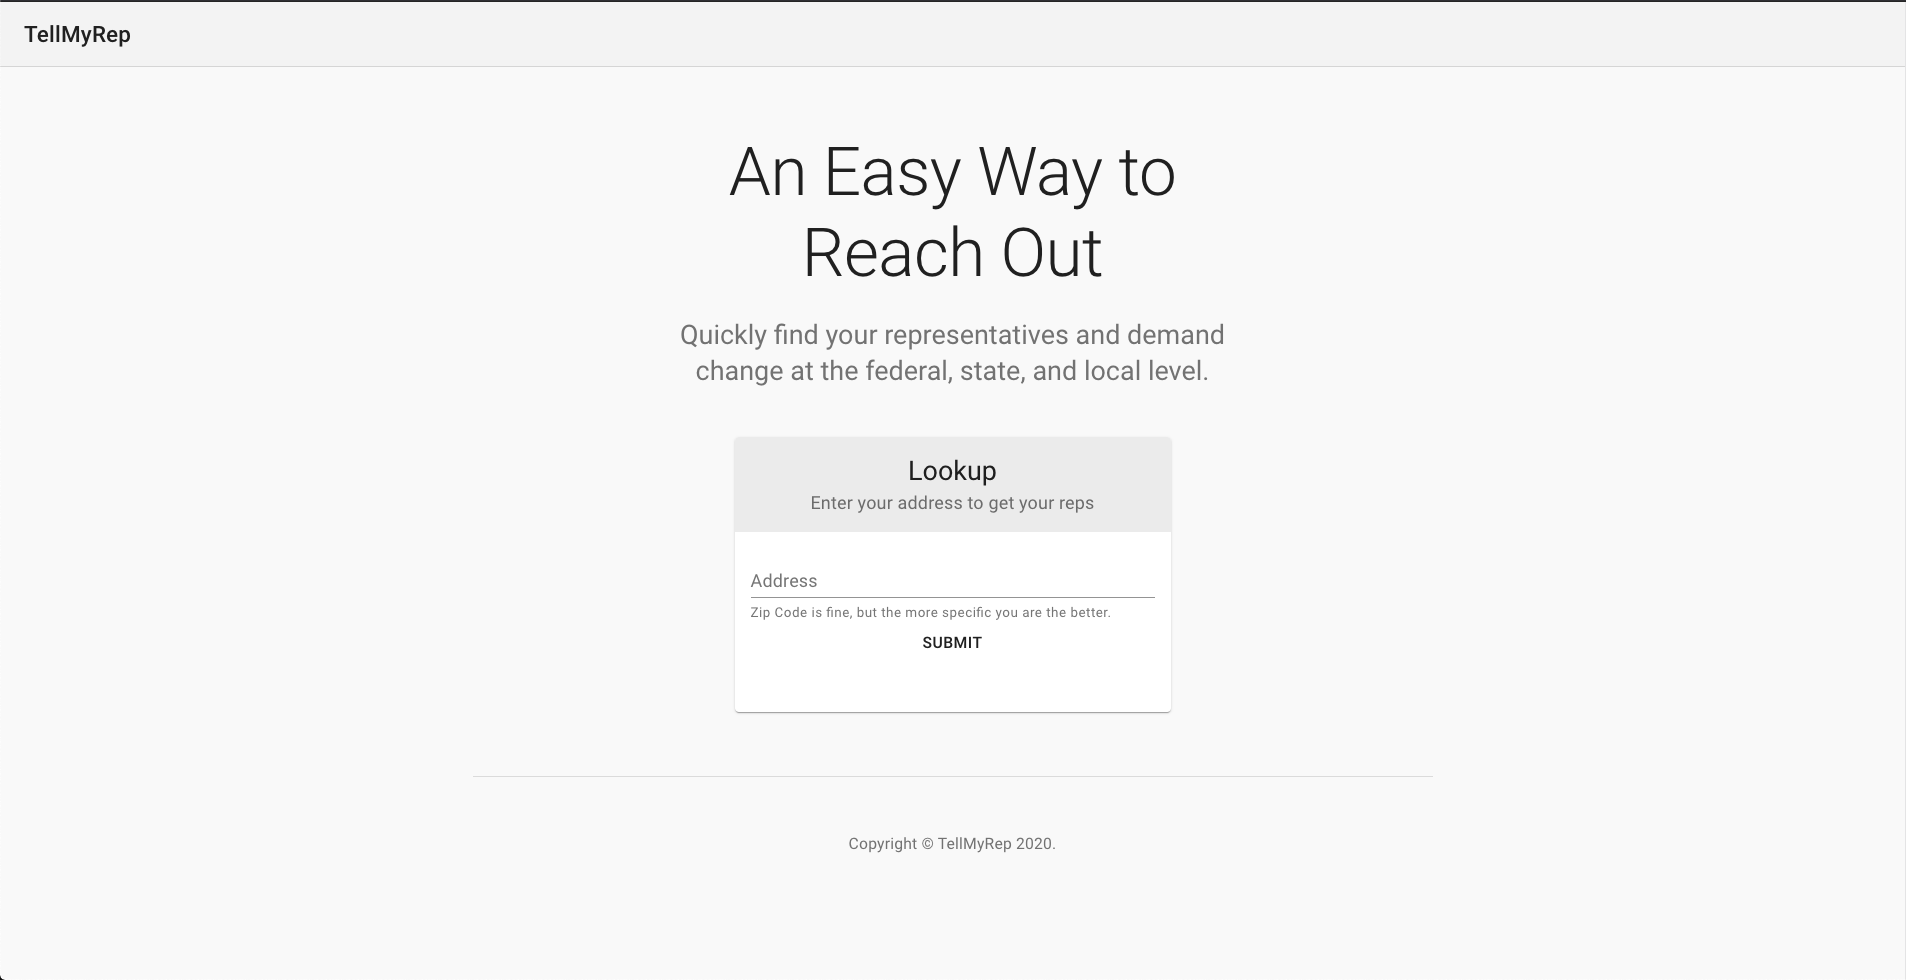 TellMyRep
An Easy Way to
Reach Out
Quickly find your representatives and demand
change at the federal, state, and local level.
Lookup
Enter your address to get your reps
Address
Zip Code is fine, but the more specific you are the better.
SUBMIT
Copyright © TellMyRep 2020.